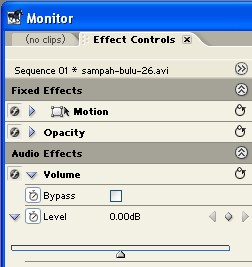 Monitor
(no clips) Effect Controls
Sequence 01 * sampah-bulu-26.avi
Fixed Effects
Motion
Opacity
Audio Effects
Volume
Bypass
Level 0.00dB